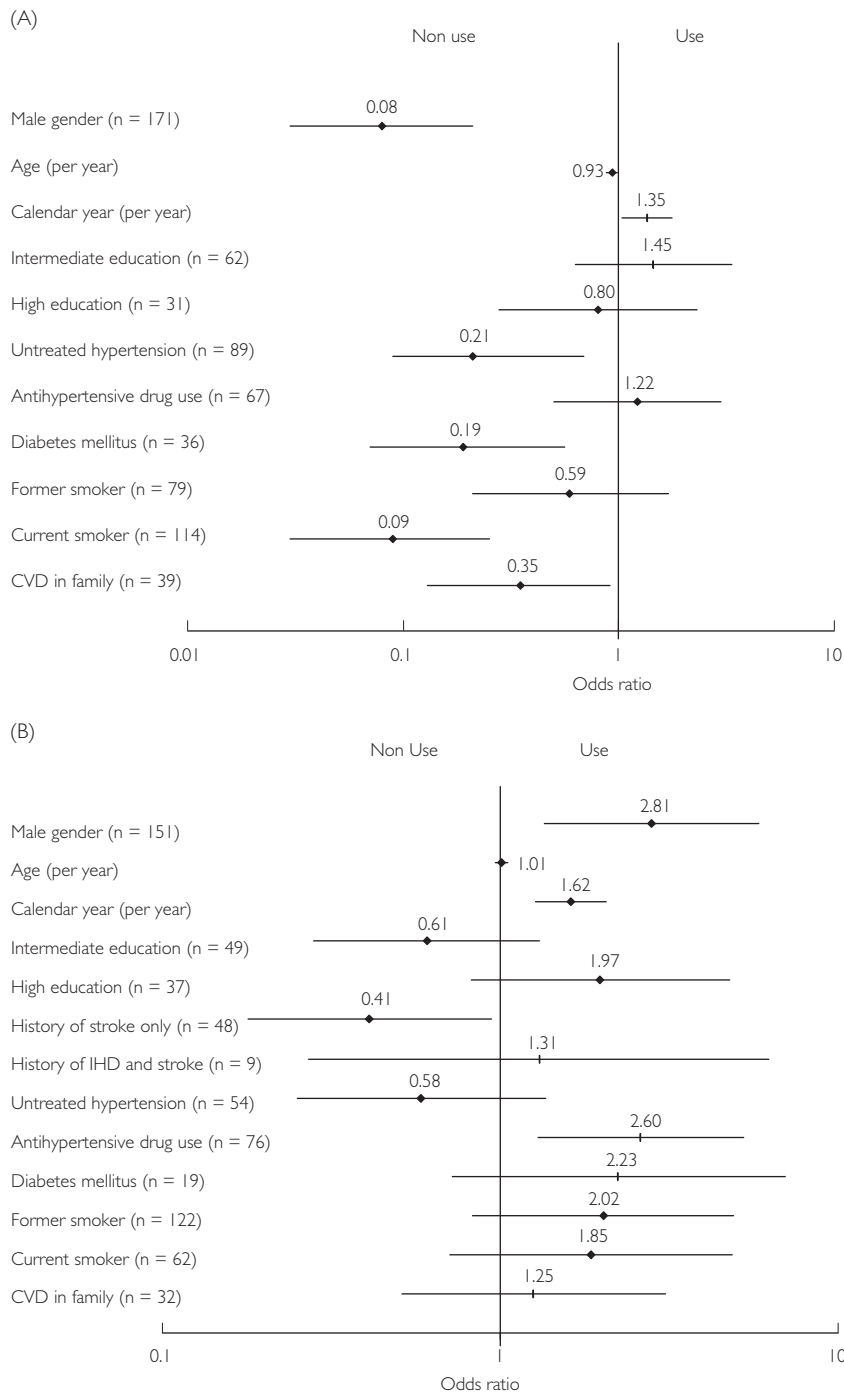 (A)
Non use Use
Male gender (n = 171) 0.08
Age (per year) 0.93
Calendar year (per year) 1.35
Intermediate education (n = 62) 1.45
High education (n = 31) 0.80
Untreated hypertension (n = 89) 0.21
Antihypertensive drug use (n = 67) 1.22
Diabetes mellitus (n = 36) 0.19
Former smoker (n = 79) 0.59
Current smoker (n = 114) 0.09
CVD in family (n = 39) 0.35
0.01 0.1 1 10
Odds ratio
(B)
Non Use Use
Male gender (n = 151) 2.81
Age (per year) 1.01
Calendar year (per year) 1.62
Intermediate education (n = 49) 0.61
High education (n = 37) 1.97
History of stroke only (n = 48) 0.41
History of IHD and stroke (n = 9) 1.31
Untreated hypertension (n = 54) 0.58
Antihypertensive drug use (n = 76) 2.60
Diabetes mellitus (n = 19) 2.23
Former smoker (n = 122) 2.02
Current smoker (n = 62) 1.85
CVD in family (n = 32) 1.25
0.1 1 10
Odds ratio